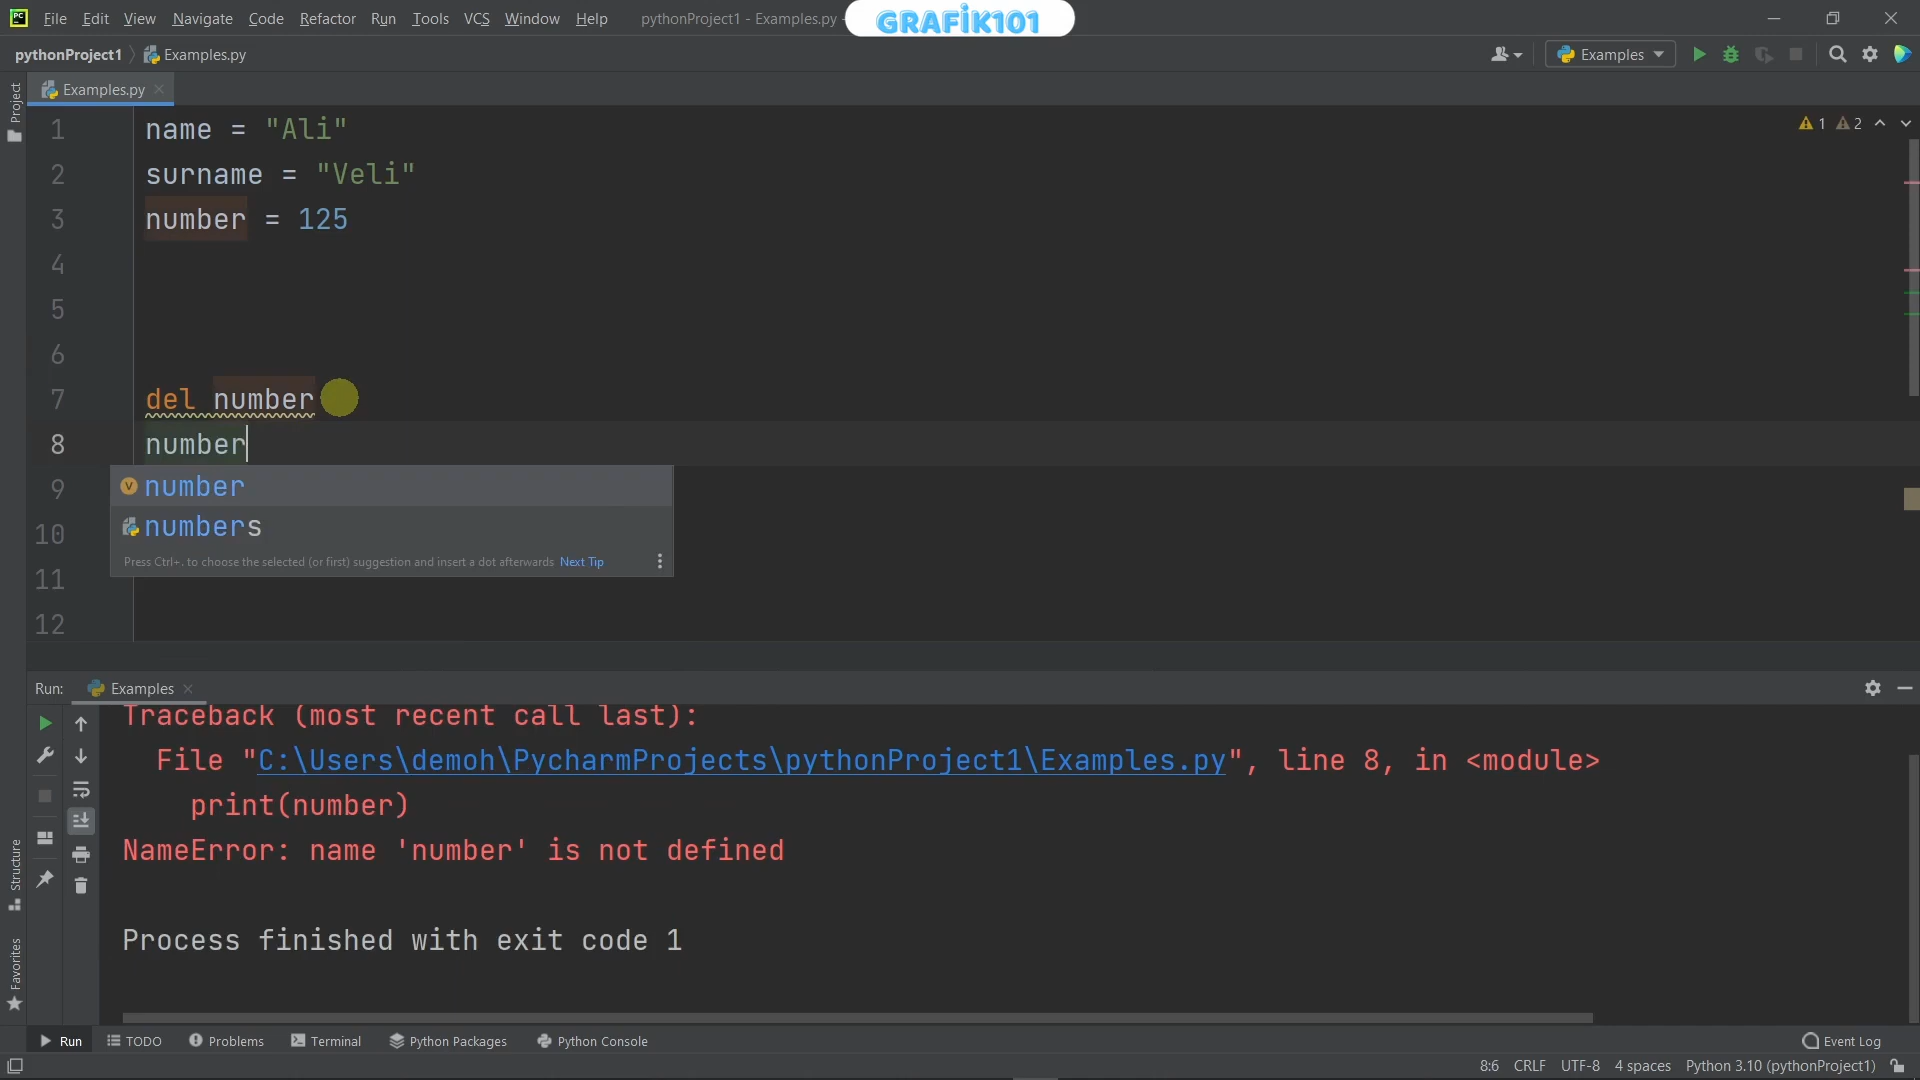 File Edit View Navigate Code Refactor Run Tools VCS Window Help pythonProject1 - Examples.py -
GRAFİK101
pythonProject1 Examples.py
Examples
Project
Examples.py
1 name = "Ali"
1 2
2 surname = "Veli"
3 number = 125
4
5
6
7 del number
8 number
9 number
10 numbers
Press Ctrl+. to choose the selected (or first) suggestion and insert a dot afterwards Next Tip
11
12
Run: Examples
Traceback (most recent call last):
File "C:\Users\demoh\PycharmProjects\pythonProject1\Examples.py", line 8, in <module>
print(number)
NameError: name 'number' is not defined
Process finished with exit code 1
Structure
Favorites
Run TODO Problems Terminal Python Packages Python Console Event Log
8:6 CRLF UTF-8 4 spaces Python 3.10 (pythonProject1)